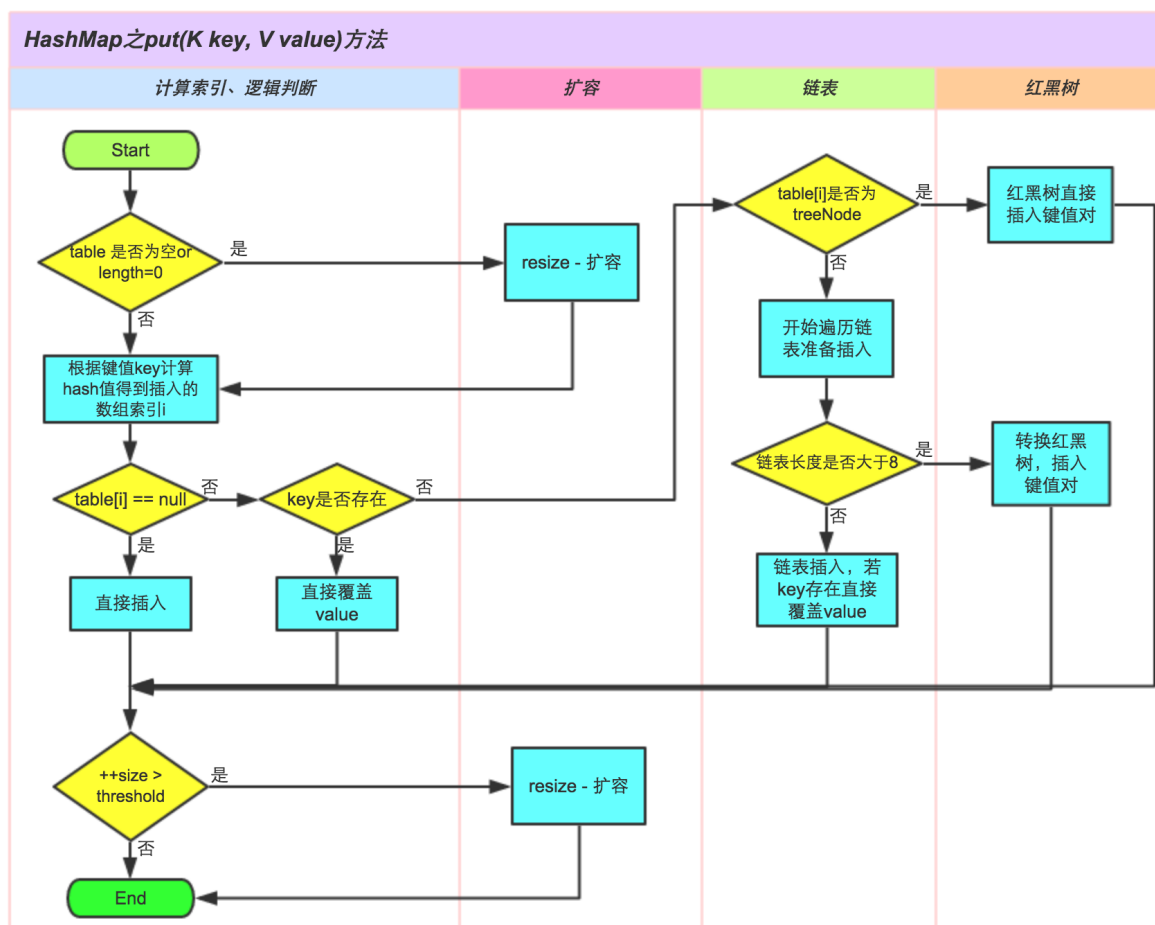 HashMap之put(K key, V value)方法
计算索引、逻辑判断
扩容
链表
红黑树
Start
table 是否为空or
length=0
是
resize - 扩容
否
根据键值key计算
hash值得到插入的
数组索引i
table[i] == null
否
key是否存在
否
是
直接插入
是
直接覆盖
value
table[i]是否为
treeNode
是
红黑树直接
插入键值对
否
开始遍历链
表准备插入
链表长度是否大于8
是
转换红黑
树，插入
键值对
否
链表插入，若
key存在直接
覆盖value
++size >
threshold
是
resize - 扩容
否
End